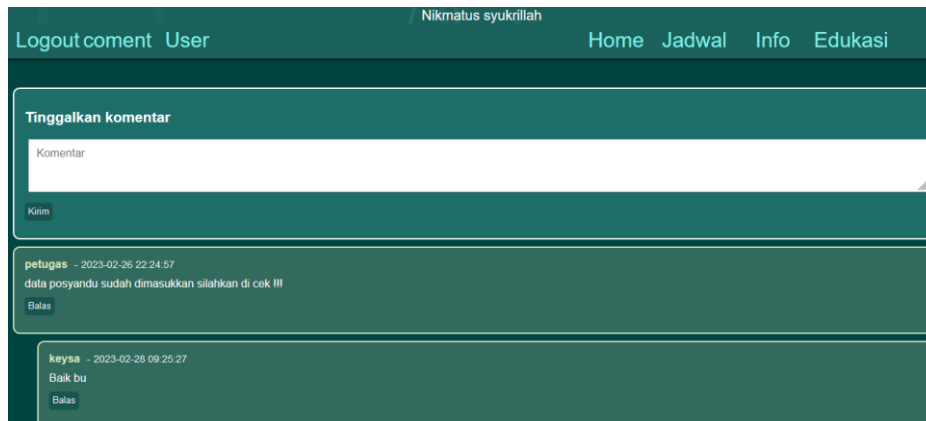 Nikmatus syukrillah
Logout coment User Home Jadwal Info Edukasi
Tinggalkan komentar
Komentar
Kirim
petugas - 2023-02-26 22:24:57
data posyandu sudah dimasukkan silahkan di cek !!!
Balas
keysa - 2023-02-28 09:25:27
Baik bu
Balas